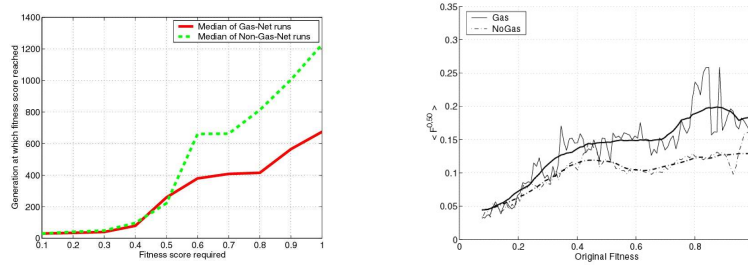 1400
1200
1000
800
600
400
200
0
0.1 0.2 0.3 0.4 0.5 0.6 0.7 0.8 0.9 1
Fitness score required
Generation at which fitness score reached
Median of Gas-Net runs
Median of Non-Gas-Net runs
0.35
0.3
0.25
0.2
0.15
0.1
0.05
0
0 0.2 0.4 0.6 0.8
Original Fitness
< F^0.50 >
Gas
NoGas